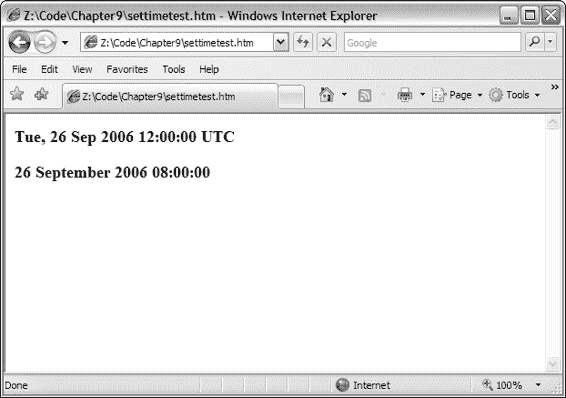 Z:\Code\Chapter9\settimetest.htm - Windows Internet Explorer
Z:\Code\Chapter9\settimetest.htm Google
File Edit View Favorites Tools Help
Z:\Code\Chapter9\settimetest.htm Page Tools »
Tue, 26 Sep 2006 12:00:00 UTC
26 September 2006 08:00:00
Done Internet 100%